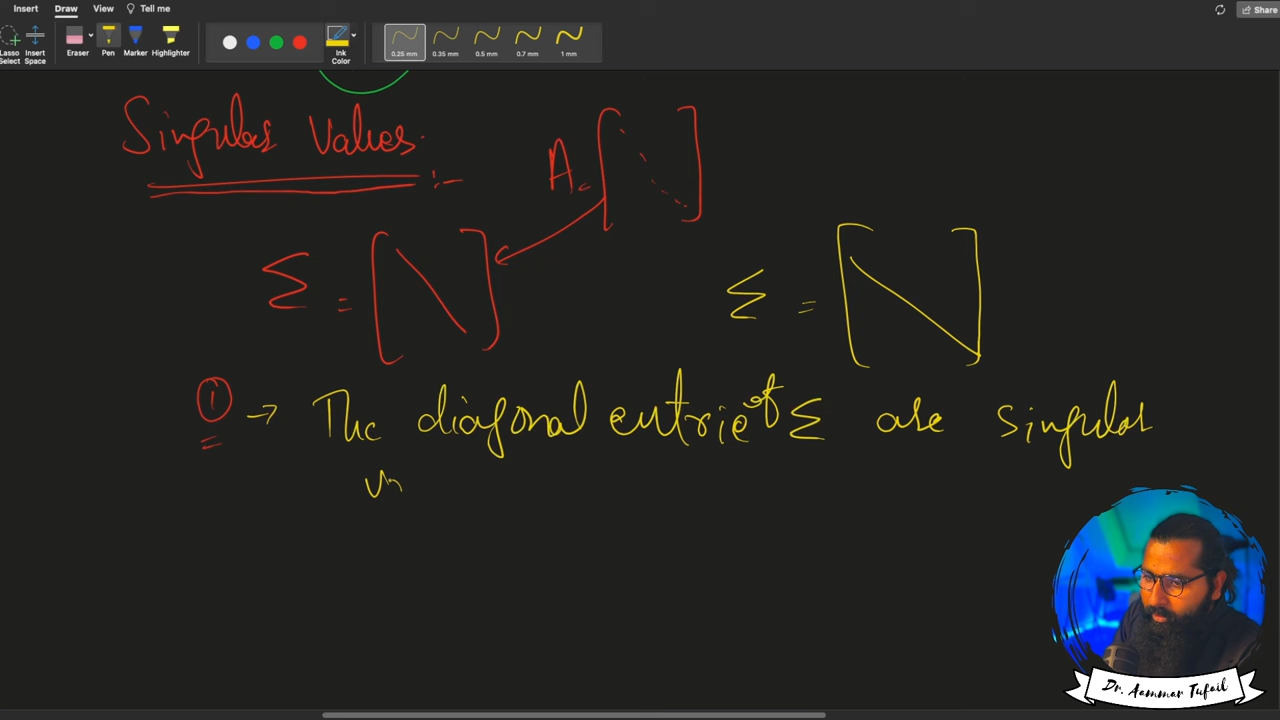 Insert Draw View Tell me Share
Lasso Select Insert Space Eraser Pen Marker Highlighter Ink Color 0.25 mm 0.35 mm 0.5 mm 0.7 mm 1 mm
Singular Values :-
A = [ ]
Σ = [ \ ]
Σ = [ \ ]
① → The diagonal entrie of Σ are singular
va
Dr. Aammar Tufail